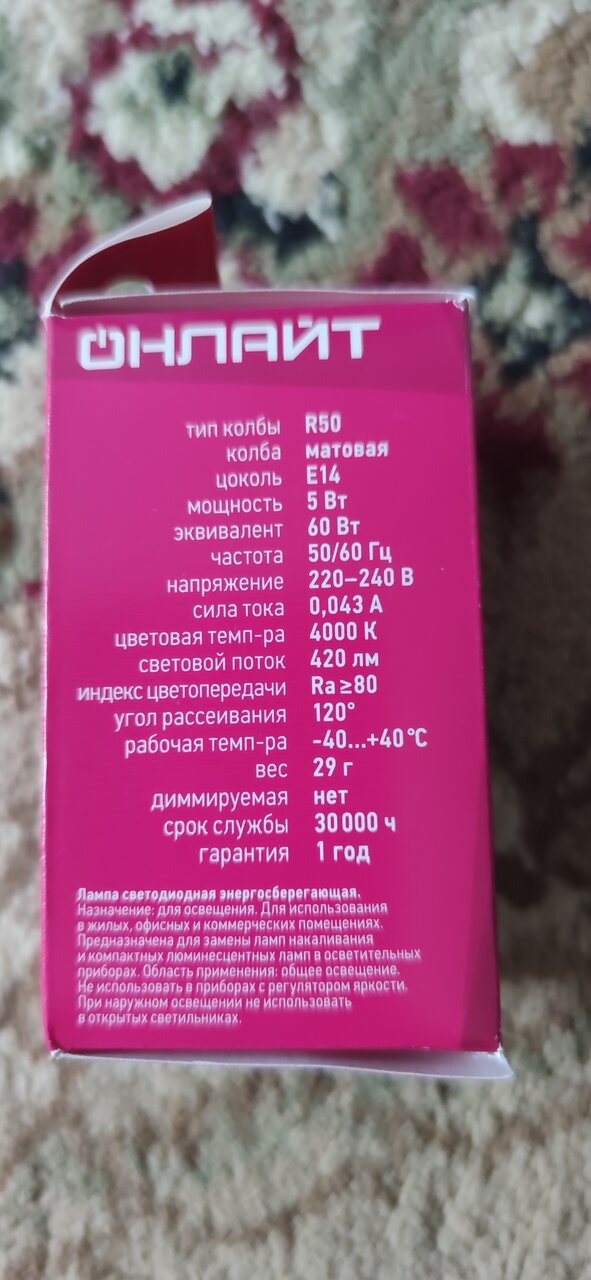 ОНЛАЙТ
тип колбы R50
колба матовая
цоколь E14
мощность 5 Вт
эквивалент 60 Вт
частота 50/60 Гц
напряжение 220–240 В
сила тока 0,043 А
цветовая темп-ра 4000 К
световой поток 420 лм
индекс цветопередачи Ra≥80
угол рассеивания 120°
рабочая темп-ра -40...+40°С
вес 29 г
диммируемая нет
срок службы 30 000 ч
гарантия 1 год
Лампа светодиодная энергосберегающая.
Назначение: для освещения. Для использования
в жилых, офисных и коммерческих помещениях.
Предназначена для замены ламп накаливания
и компактных люминесцентных ламп в осветительных
приборах. Область применения: общее освещение.
Не использовать в приборах с регулятором яркости.
При наружном освещении не использовать
в открытых светильниках.